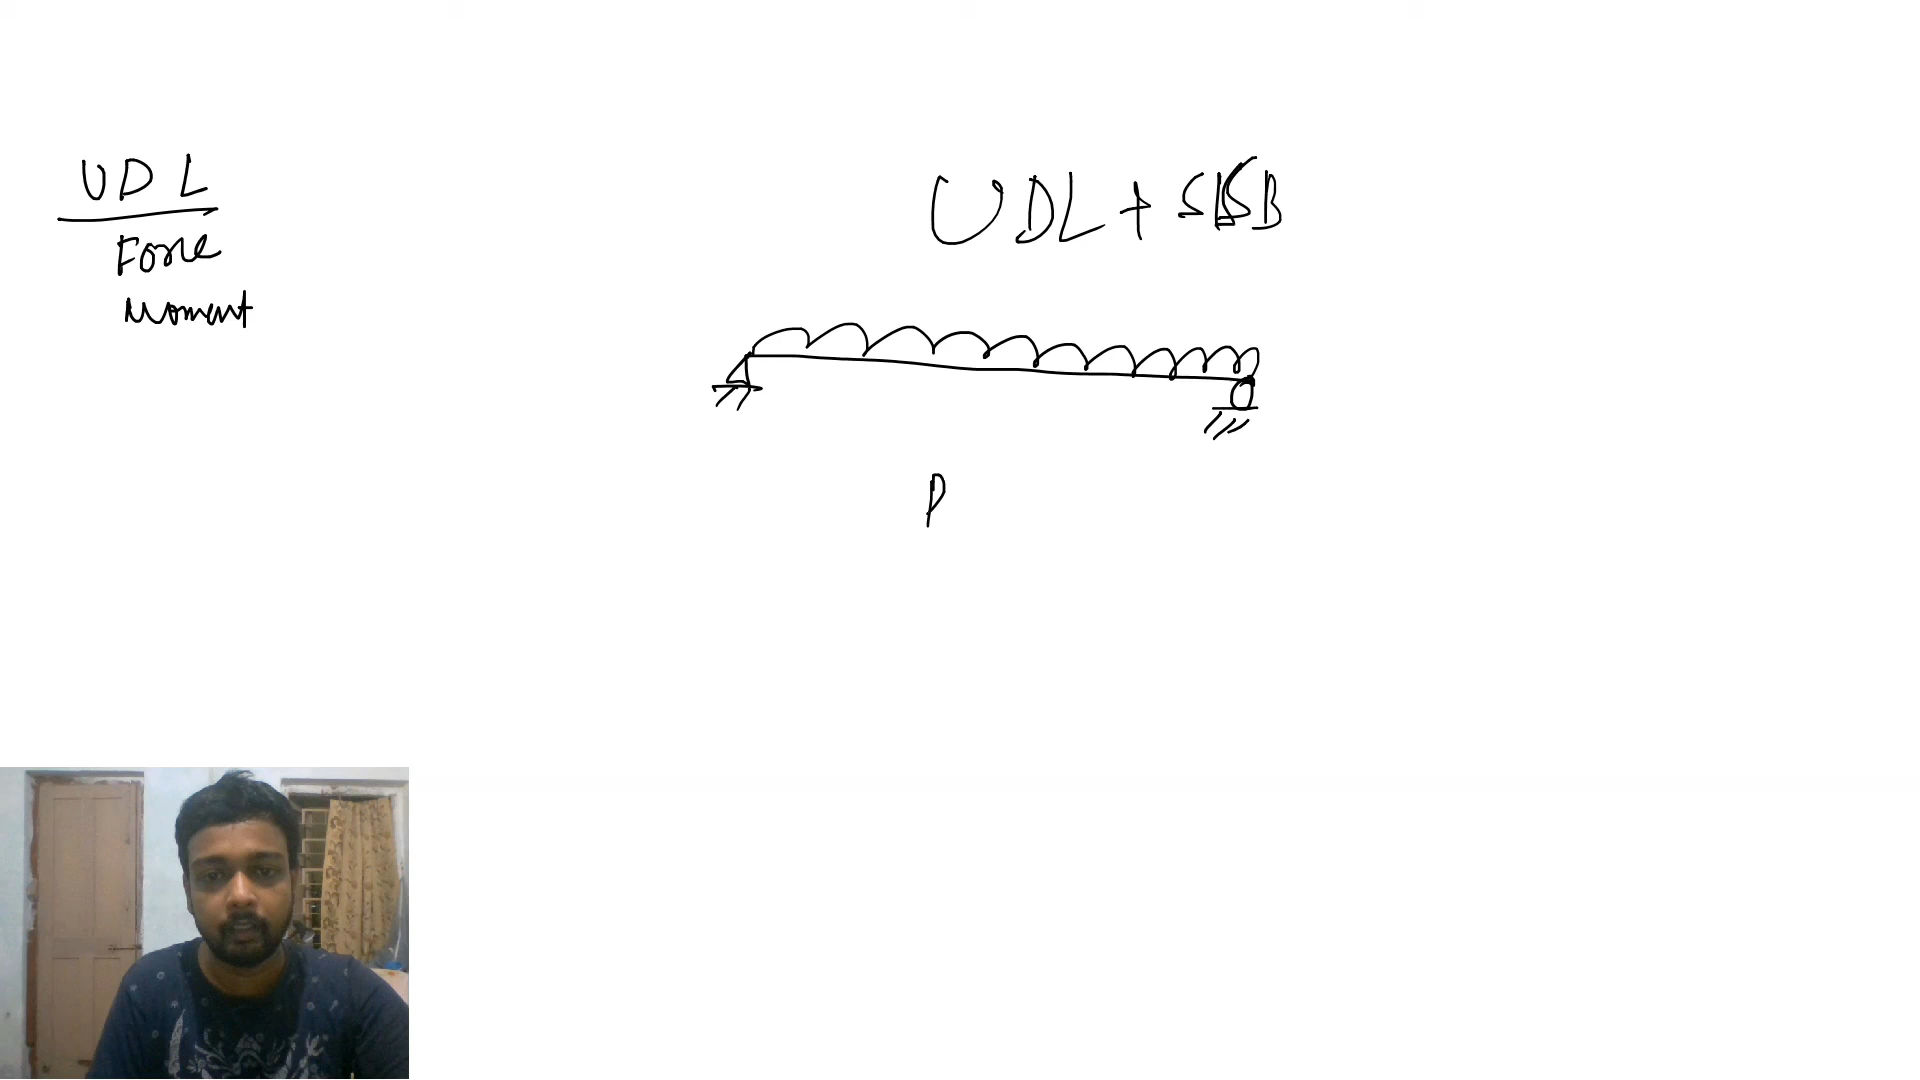 UDL
Force
Moment
UDL + SSB
P